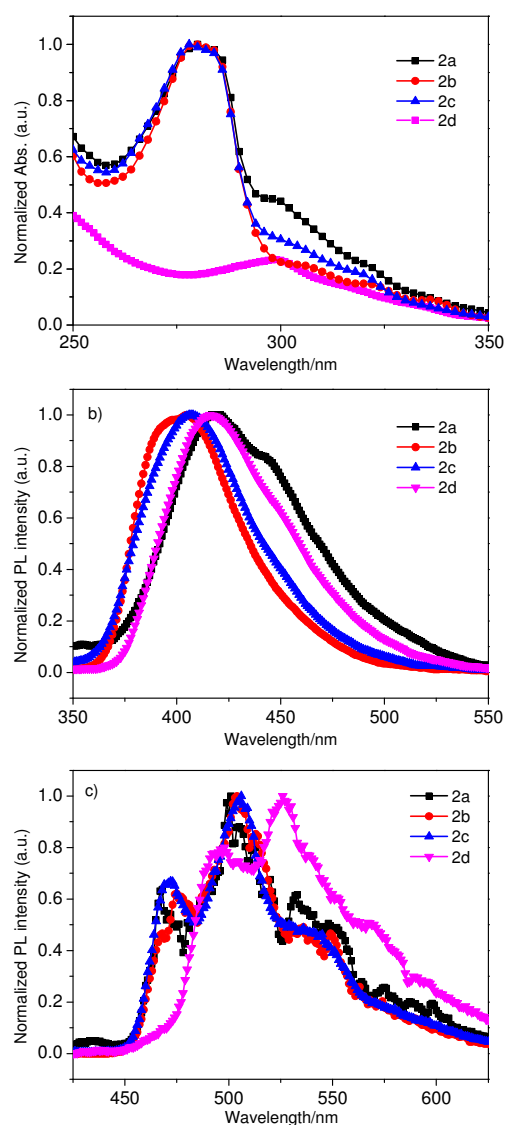 Normalized Abs. (a.u.)
1.0
0.8
0.6
0.4
0.2
0.0
2a
2b
2c
2d
250
300
350
Wavelength/nm
b)
Normalized PL intensity (a.u.)
1.0
0.8
0.6
0.4
0.2
0.0
2a
2b
2c
2d
350
400
450
500
550
Wavelength/nm
c)
Normalized PL intensity (a.u.)
1.0
0.8
0.6
0.4
0.2
0.0
2a
2b
2c
2d
450
500
550
600
Wavelength/nm